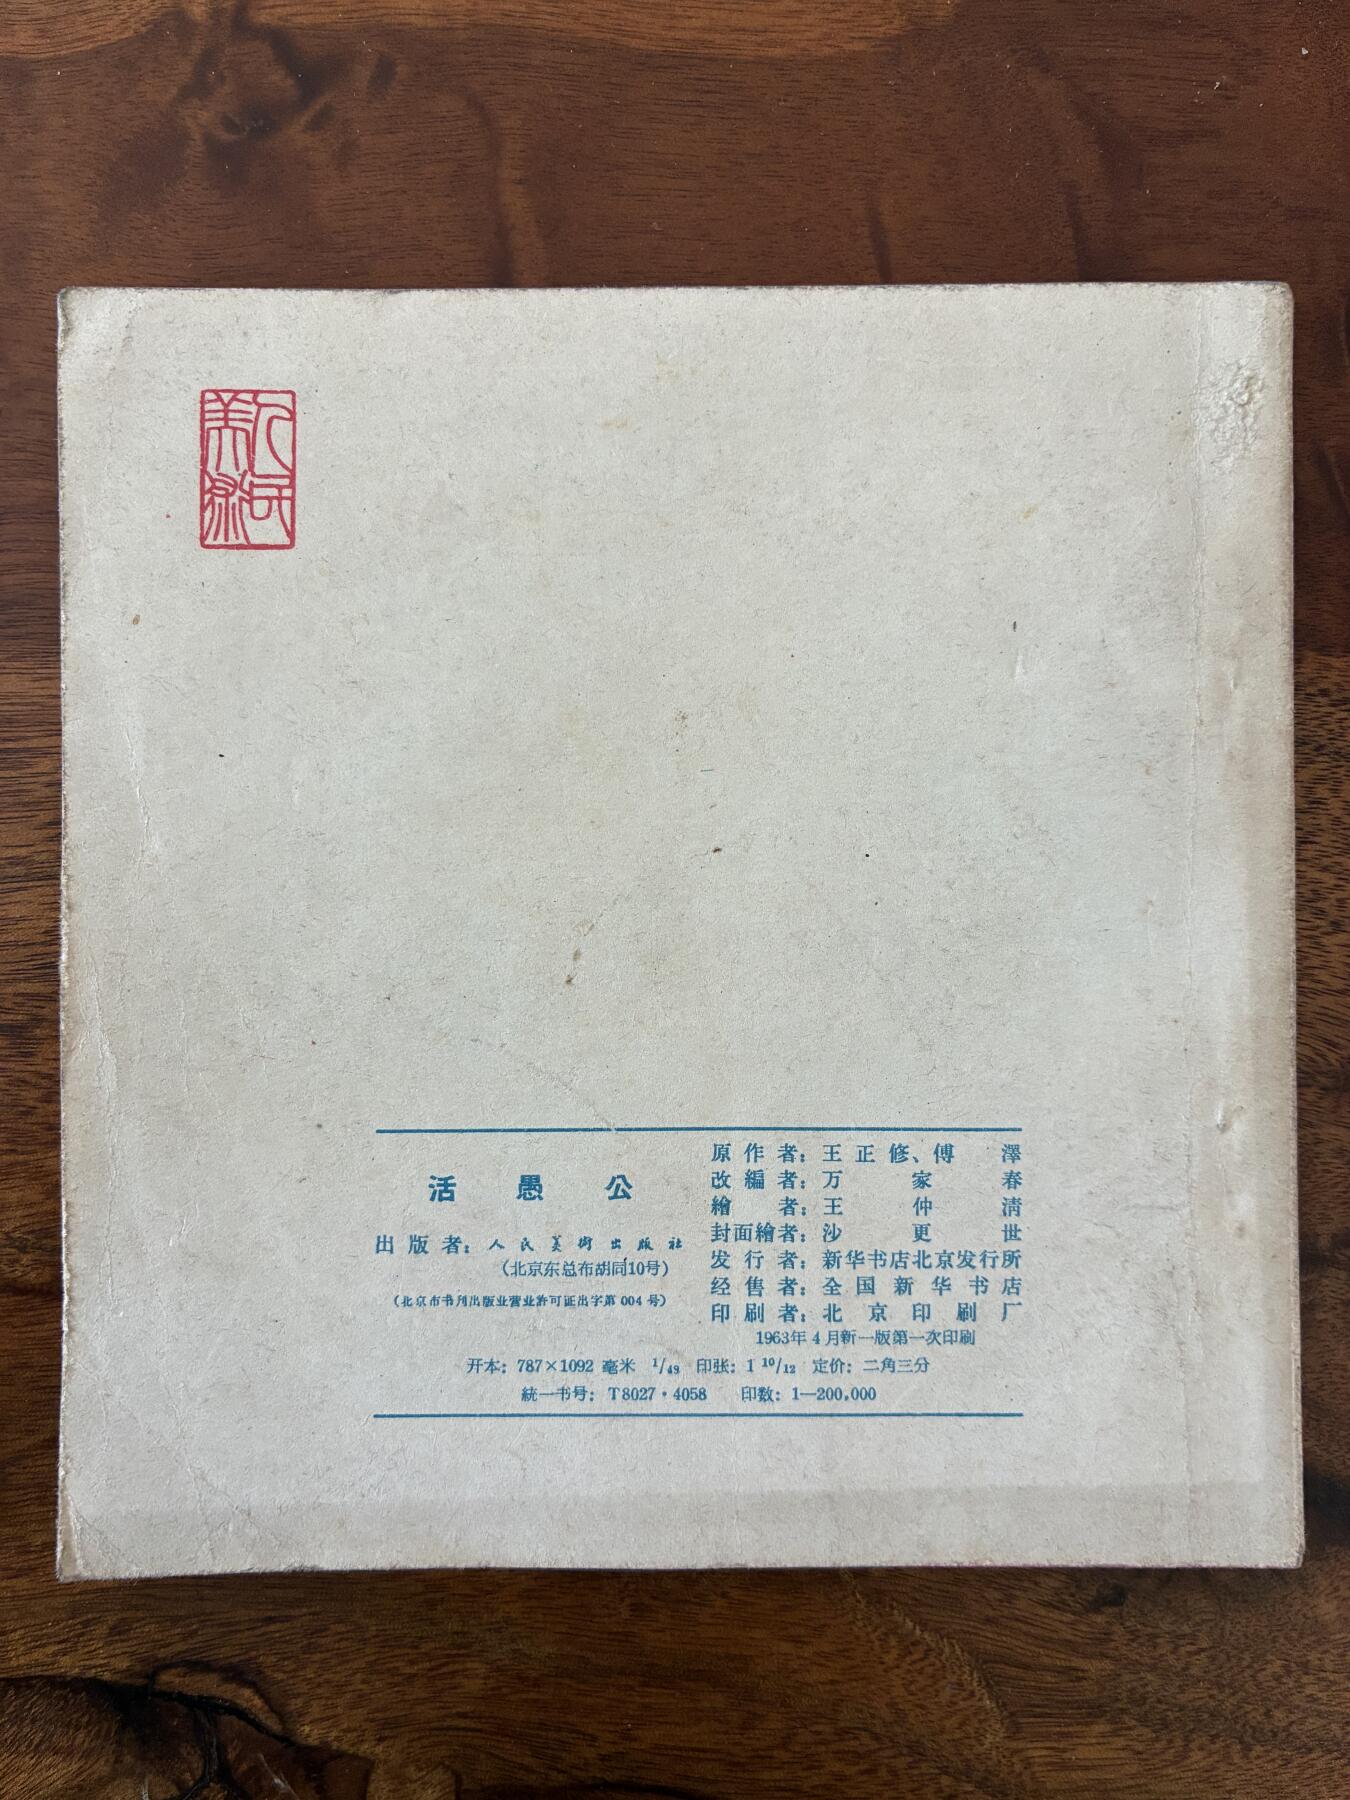 人民
美術
活愚公
出版者：人民美術出版社
（北京东总布胡同10号）
（北京市书刊出版业营业許可証出字第004号）
原作者：王正修、傅澤
改編者：万家春
繪者：王仲清
封面繪者：沙更世
发行者：新华书店北京发行所
经售者：全国新华书店
印刷者：北京印刷厂
1963年4月新一版第一次印刷
开本：787×1092 毫米 1/48 印张：1 10/12 定价：二角三分
統一书号：T8027·4058 印数：1—200,000